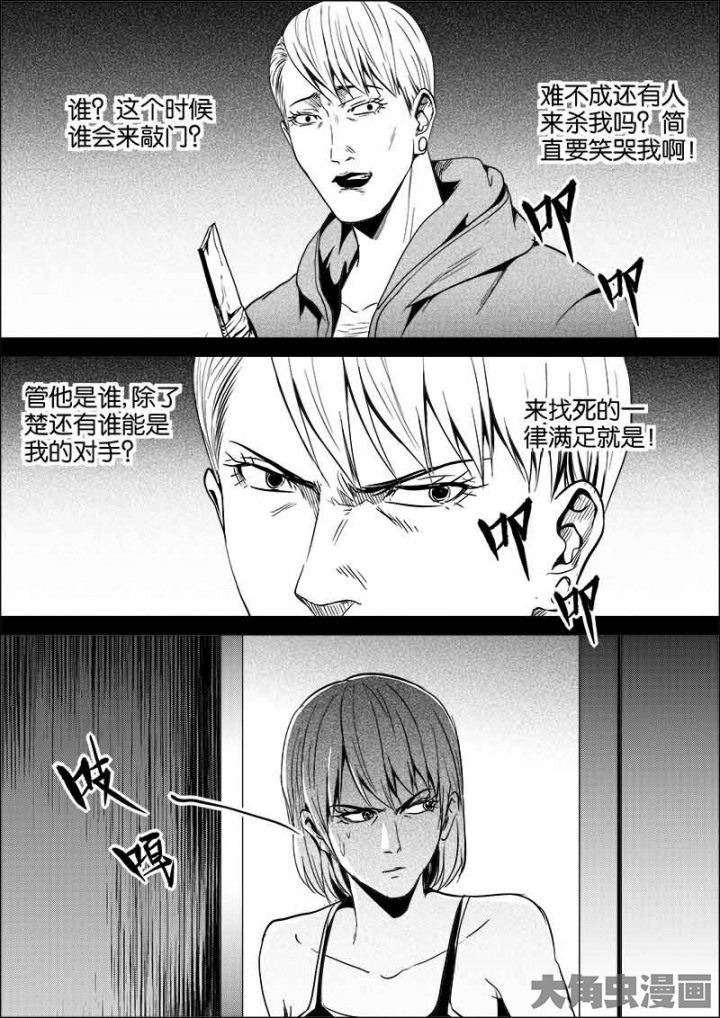 谁？这个时候
谁会来敲门？
难不成还有人
来杀我吗？简
直要笑哭我啊！
叩
叩
管他是谁，除了
楚还有谁能是
我的对手？
来找死的一
律满足就是！
叩
叩
吱
咺
大角虫漫画